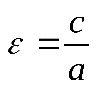 ε = c/a